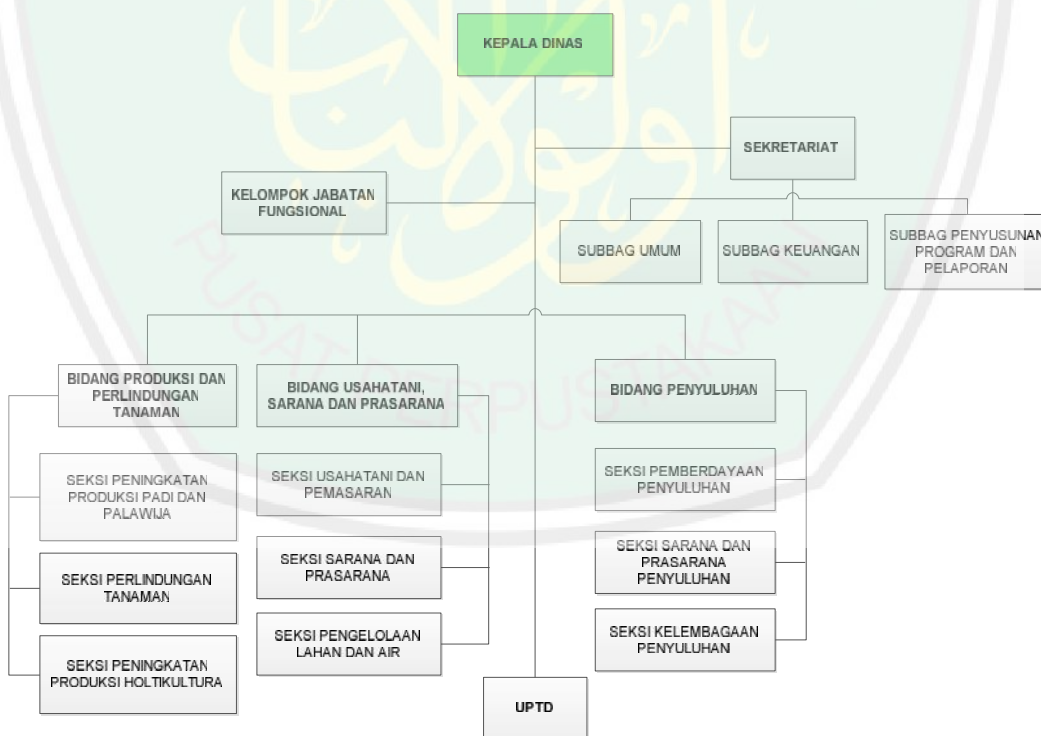 KEPALA DINAS
SEKRETARIAT
KELOMPOK JABATAN
FUNGSIONAL
SUBBAG UMUM
SUBBAG KEUANGAN
SUBBAG PENYUSUNAN
PROGRAM DAN
PELAPORAN
BIDANG PRODUKSI DAN
PERLINDUNGAN
TANAMAN
BIDANG USAHATANI,
SARANA DAN PRASARANA
BIDANG PENYULUHAN
SEKSI PENINGKATAN
PRODUKSI PADI DAN
PALAWIJA
SEKSI USAHATANI DAN
PEMASARAN
SEKSI PEMBERDAYAAN
PENYULUHAN
SEKSI PERLINDUNGAN
TANAMAN
SEKSI SARANA DAN
PRASARANA
SEKSI SARANA DAN
PRASARANA
PENYULUHAN
SEKSI PENINGKATAN
PRODUKSI HOLTIKULTURA
SEKSI PENGELOLAAN
LAHAN DAN AIR
SEKSI KELEMBAGAAN
PENYULUHAN
UPTD
PUSAT PERPUSTAKAAN